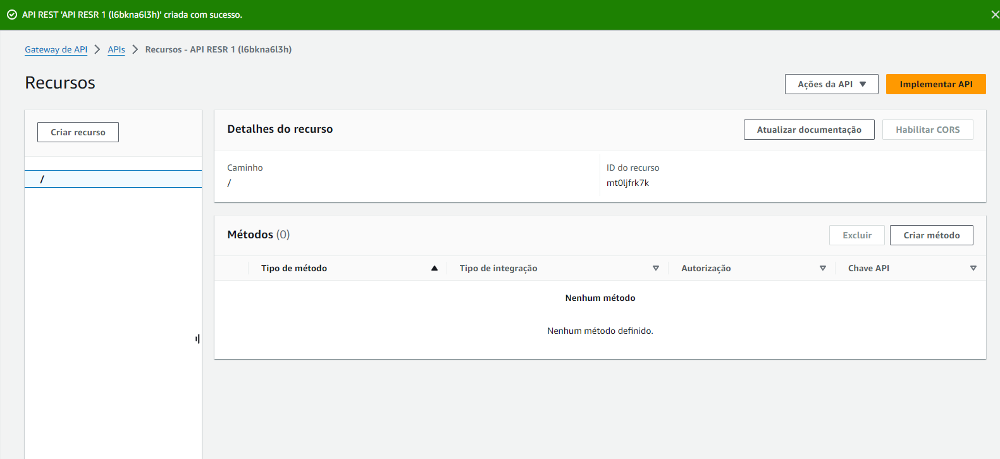 API REST 'API RESR 1 (l6bkna6l3h)' criada com sucesso.
Gateway de API
APIs
Recursos - API RESR 1 (l6bkna6l3h)
Recursos
Ações da API
Implementar API
Criar recurso
/
Detalhes do recurso
Atualizar documentação
Habilitar CORS
Caminho
/
ID do recurso
mt0ljfrk7k
Métodos (0)
Excluir
Criar método
Tipo de método
Tipo de integração
Autorização
Chave API
Nenhum método
Nenhum método definido.